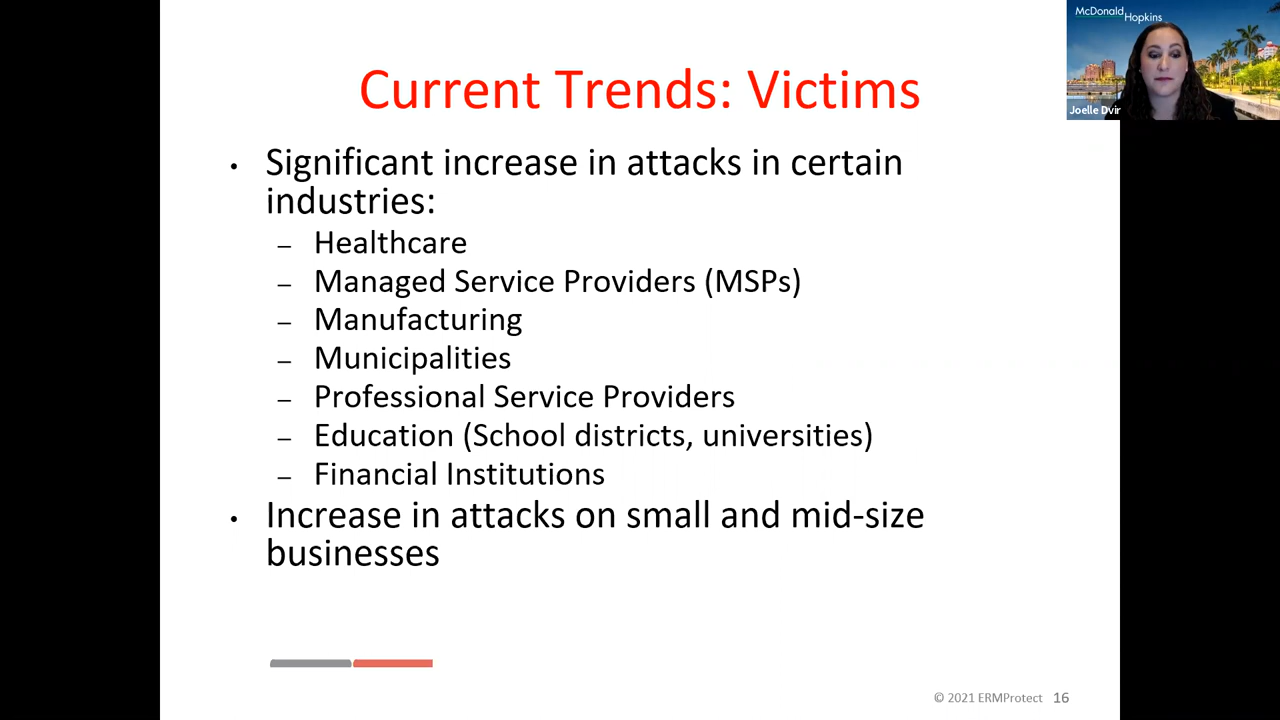 McDonald
Hopkins
Joelle Dvir
Current Trends: Victims
• Significant increase in attacks in certain
industries:
– Healthcare
– Managed Service Providers (MSPs)
– Manufacturing
– Municipalities
– Professional Service Providers
– Education (School districts, universities)
– Financial Institutions
• Increase in attacks on small and mid-size
businesses
© 2021 ERMProtect 16